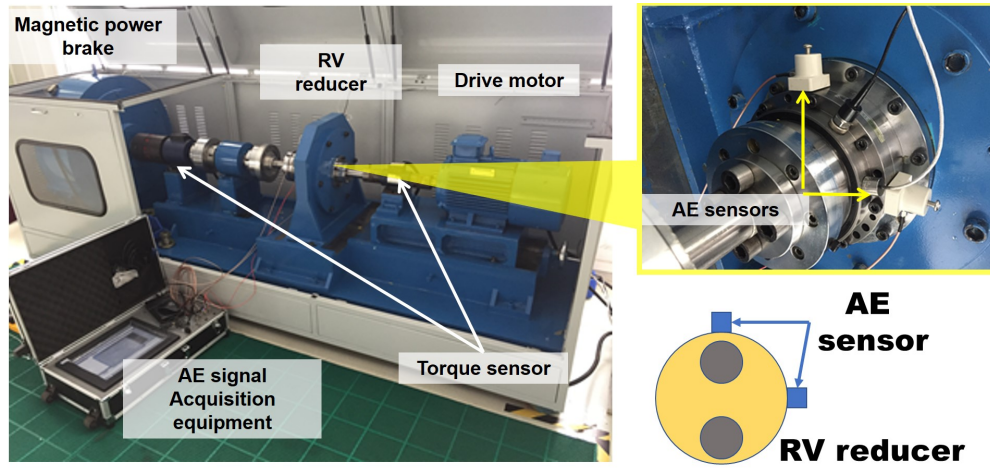 Magnetic power
brake
RV
reducer
Drive motor
AE sensors
AE signal
Acquisition
equipment
Torque sensor
AE
sensor
RV reducer